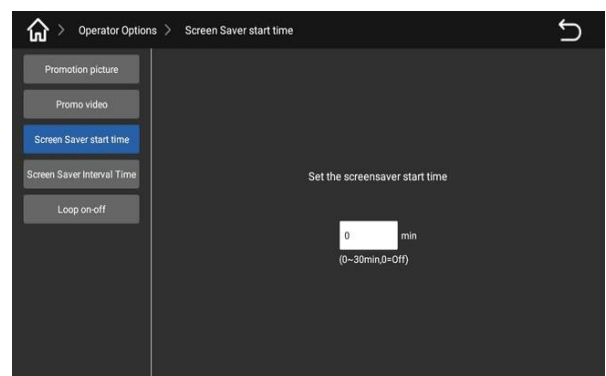 > Operator Options > Screen Saver start time
Promotion picture
Promo video
Screen Saver start time
Screen Saver Interval Time
Loop on-off
Set the screensaver start time
0 min
(0~30min,0=Off)